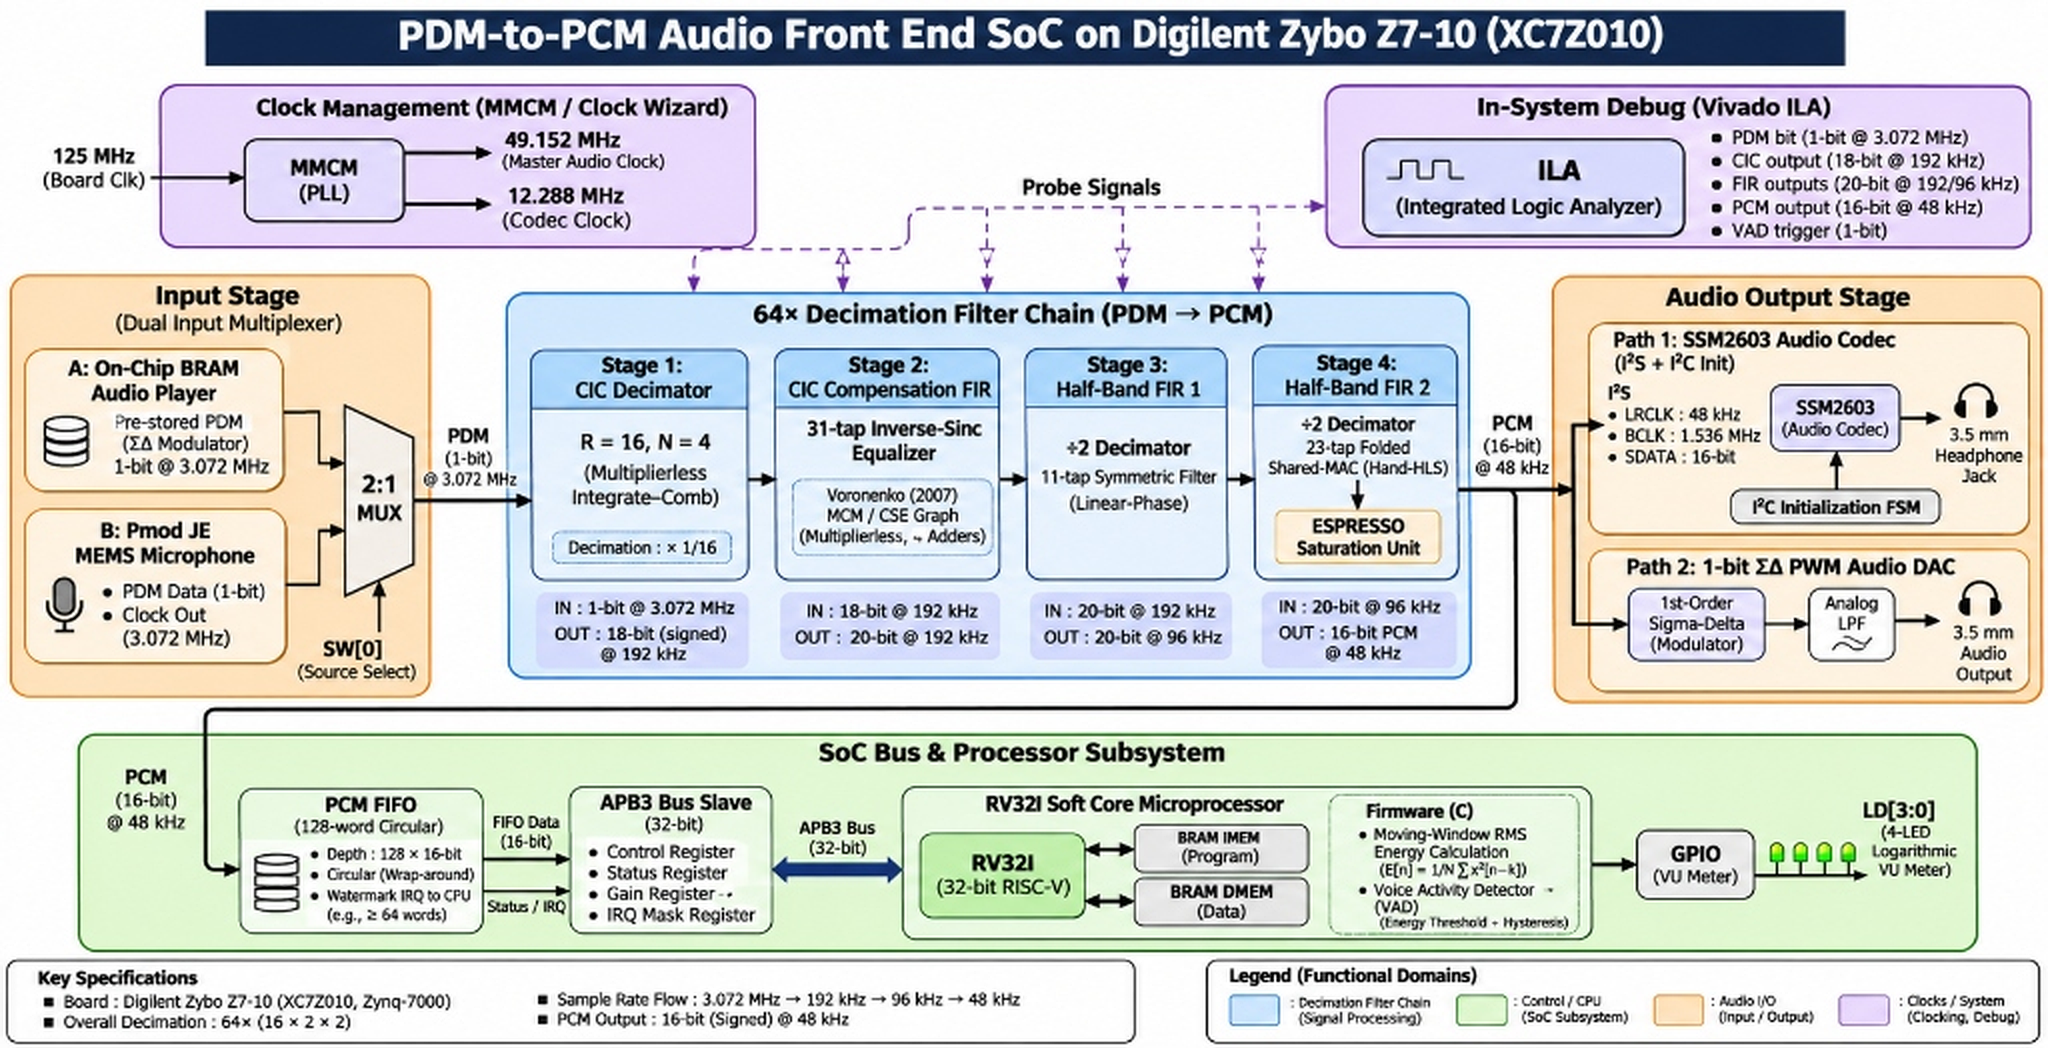 PDM-to-PCM Audio Front End SoC on Digilent Zybo Z7-10 (XC7Z010)
Clock Management (MMCM / Clock Wizard)
125 MHz
(Board Clk)
MMCM
(PLL)
49.152 MHz
(Master Audio Clock)
12.288 MHz
(Codec Clock)
Probe Signals
In-System Debug (Vivado ILA)
ILA
(Integrated Logic Analyzer)
▪ PDM bit (1-bit @ 3.072 MHz)
▪ CIC output (18-bit @ 192 kHz)
▪ FIR outputs (20-bit @ 192/96 kHz)
▪ PCM output (16-bit @ 48 kHz)
▪ VAD trigger (1-bit)
Input Stage
(Dual Input Multiplexer)
A: On-Chip BRAM
Audio Player
Pre-stored PDM
(ΣΔ Modulator)
1-bit @ 3.072 MHz
B: Pmod JE
MEMS Microphone
• PDM Data (1-bit)
• Clock Out
(3.072 MHz)
2:1
MUX
SW[0]
(Source Select)
PDM
(1-bit)
@ 3.072 MHz
64× Decimation Filter Chain (PDM → PCM)
Stage 1:
CIC Decimator
R = 16, N = 4
(Multiplierless
Integrate–Comb)
Decimation : × 1/16
IN : 1-bit @ 3.072 MHz
OUT : 18-bit (signed)
@ 192 kHz
Stage 2:
CIC Compensation FIR
31-tap Inverse-Sinc
Equalizer
Voronenko (2007)
MCM / CSE Graph
(Multiplierless, Adders)
IN : 18-bit @ 192 kHz
OUT : 20-bit @ 192 kHz
Stage 3:
Half-Band FIR 1
÷2 Decimator
11-tap Symmetric Filter
(Linear-Phase)
IN : 20-bit @ 192 kHz
OUT : 20-bit @ 96 kHz
Stage 4:
Half-Band FIR 2
÷2 Decimator
23-tap Folded
Shared-MAC (Hand-HLS)
ESPRESSO
Saturation Unit
IN : 20-bit @ 96 kHz
OUT : 16-bit PCM
@ 48 kHz
PCM
(16-bit)
@ 48 kHz
Audio Output Stage
Path 1: SSM2603 Audio Codec
(I²S + I²C Init)
I²S
• LRCLK : 48 kHz
• BCLK : 1.536 MHz
• SDATA : 16-bit
SSM2603
(Audio Codec)
I²C Initialization FSM
3.5 mm
Headphone
Jack
Path 2: 1-bit ΣΔ PWM Audio DAC
1st-Order
Sigma-Delta
(Modulator)
Analog
LPF
3.5 mm
Audio
Output
SoC Bus & Processor Subsystem
PCM
(16-bit)
@ 48 kHz
PCM FIFO
(128-word Circular)
• Depth : 128 × 16-bit
• Circular (Wrap-around)
• Watermark IRQ to CPU
(e.g., ≥ 64 words)
FIFO Data
(16-bit)
Status / IRQ
APB3 Bus Slave
(32-bit)
• Control Register
• Status Register
• Gain Register
• IRQ Mask Register
APB3 Bus
(32-bit)
RV32I Soft Core Microprocessor
RV32I
(32-bit RISC-V)
BRAM IMEM
(Program)
BRAM DMEM
(Data)
Firmware (C)
• Moving-Window RMS
Energy Calculation
(E[n] = 1/N ∑ x²[n−k])
• Voice Activity Detector
(VAD)
(Energy Threshold + Hysteresis)
GPIO
(VU Meter)
LD[3:0]
(4-LED
Logarithmic
VU Meter)
Key Specifications
▪ Board : Digilent Zybo Z7-10 (XC7Z010, Zynq-7000)
▪ Overall Decimation : 64× (16 × 2 × 2)
▪ Sample Rate Flow : 3.072 MHz → 192 kHz → 96 kHz → 48 kHz
▪ PCM Output : 16-bit (Signed) @ 48 kHz
Legend (Functional Domains)
: Decimation Filter Chain
(Signal Processing)
: Control / CPU
(SoC Subsystem)
: Audio I/O
(Input / Output)
: Clocks / System
(Clocking, Debug)